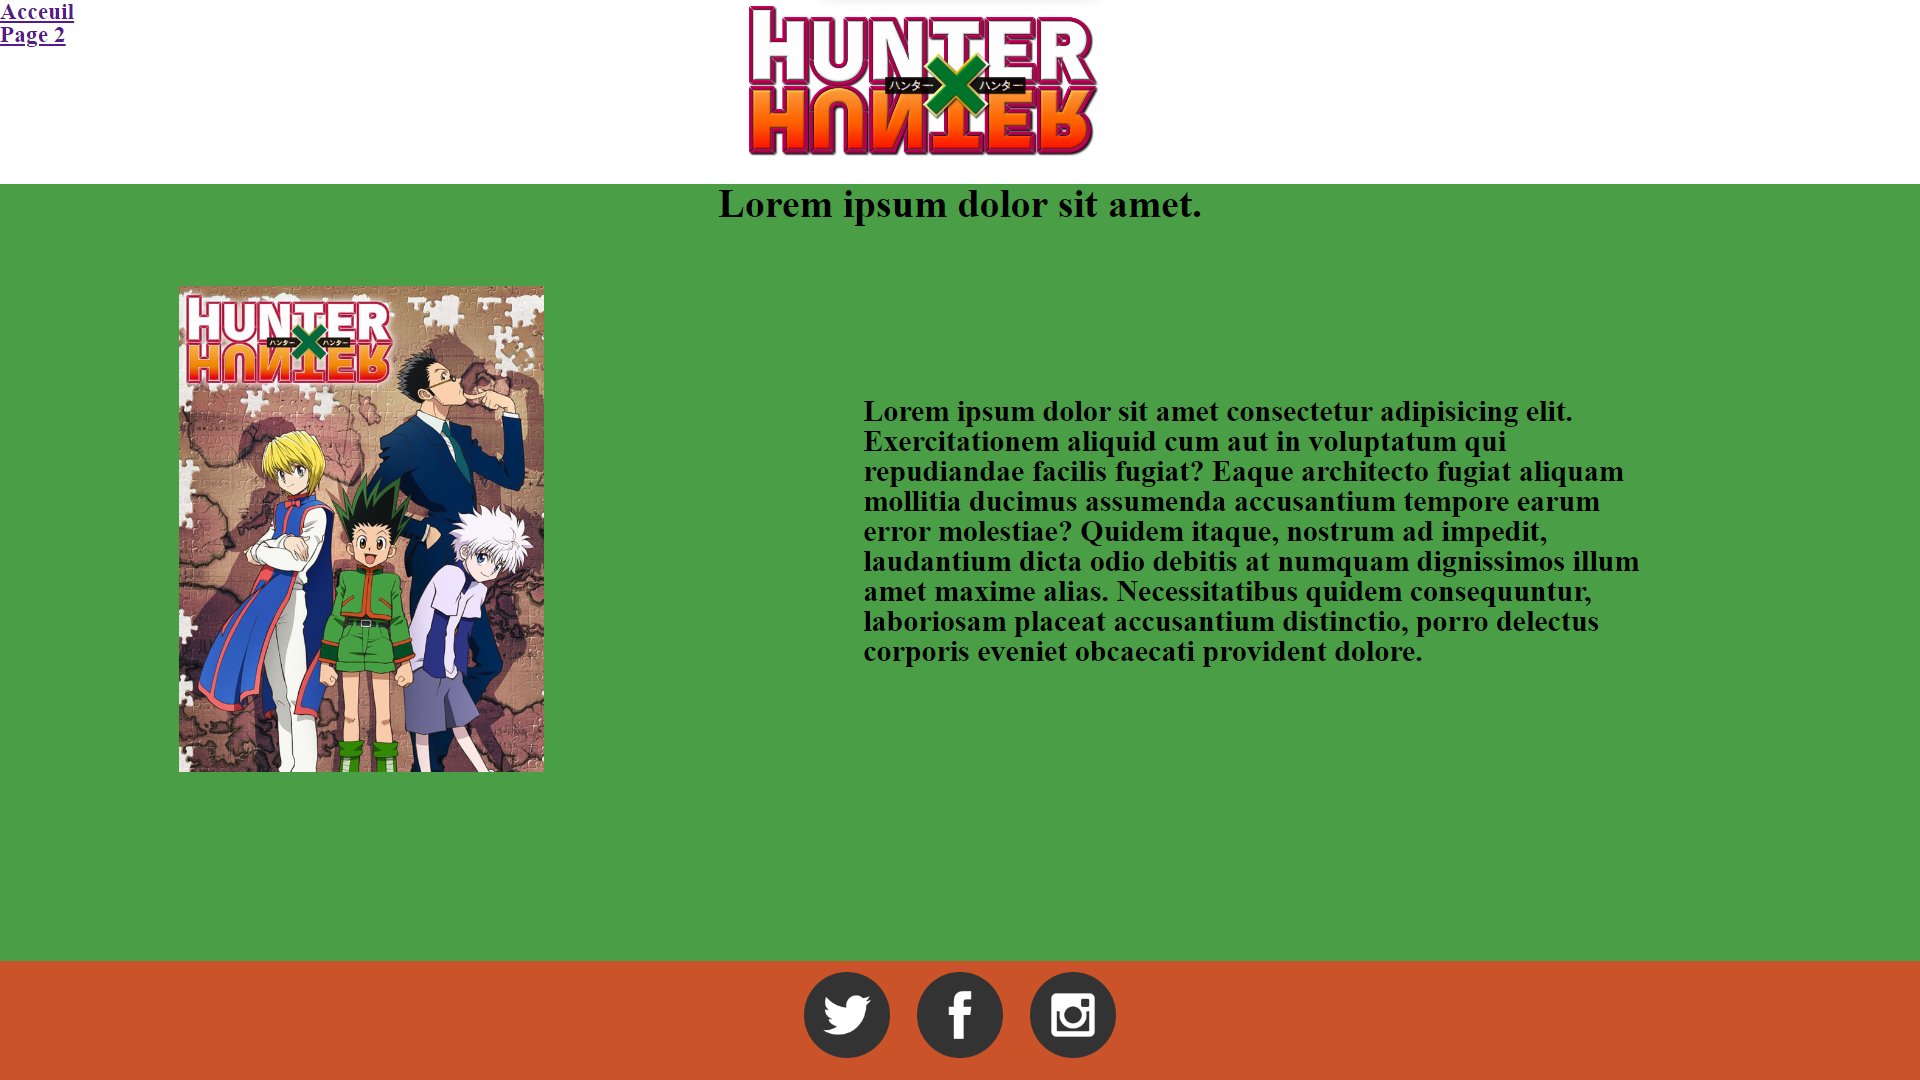 Acceuil
Page 2
HUNTER
ハンター X ハンター
HUNTER
Lorem ipsum dolor sit amet.
HUNTER
ハンター X ハンター
HUNTER
Lorem ipsum dolor sit amet consectetur adipisicing elit.
Exercitationem aliquid cum aut in voluptatum qui
repudiandae facilis fugiat? Eaque architecto fugiat aliquam
mollitia ducimus assumenda accusantium tempore earum
error molestiae? Quidem itaque, nostrum ad impedit,
laudantium dicta odio debitis at numquam dignissimos illum
amet maxime alias. Necessitatibus quidem consequuntur,
laboriosam placeat accusantium distinctio, porro delectus
corporis eveniet obcaecati provident dolore.